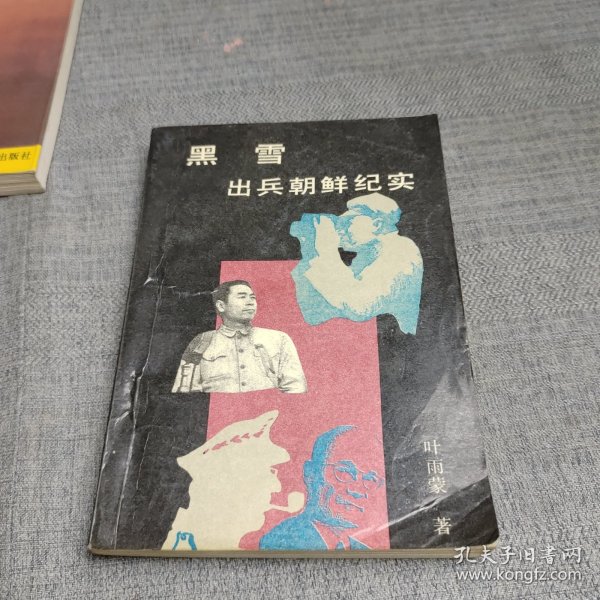 出版社
黑雪
出兵朝鲜纪实
叶雨蒙 著
孔夫子旧书网
www.kongfz.com